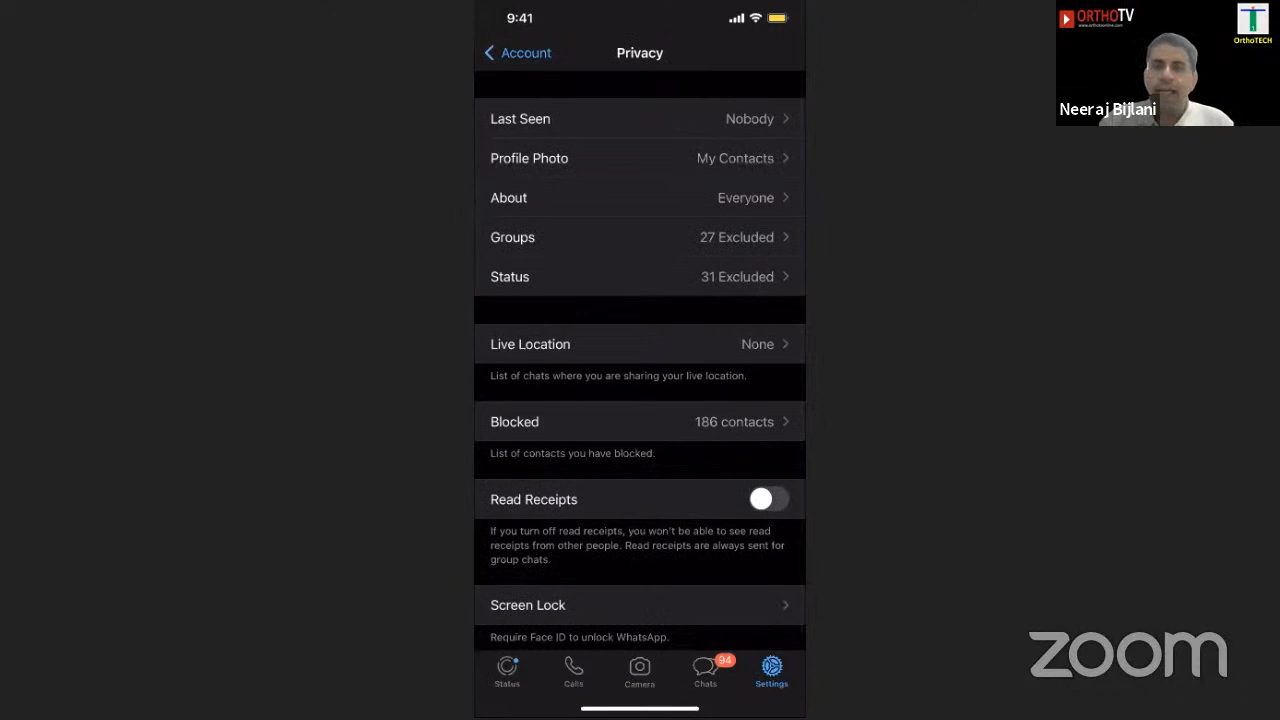 9:41
Account
Privacy
Last Seen Nobody
Profile Photo My Contacts
About Everyone
Groups 27 Excluded
Status 31 Excluded
Live Location None
List of chats where you are sharing your live location.
Blocked 186 contacts
List of contacts you have blocked.
Read Receipts
If you turn off read receipts, you won't be able to see read
receipts from other people. Read receipts are always sent for
group chats.
Screen Lock
Require Face ID to unlock WhatsApp.
94
Status Calls Camera Chats Settings
ORTHOTV
OrthoTECH
Neeraj Bijlani
zoom